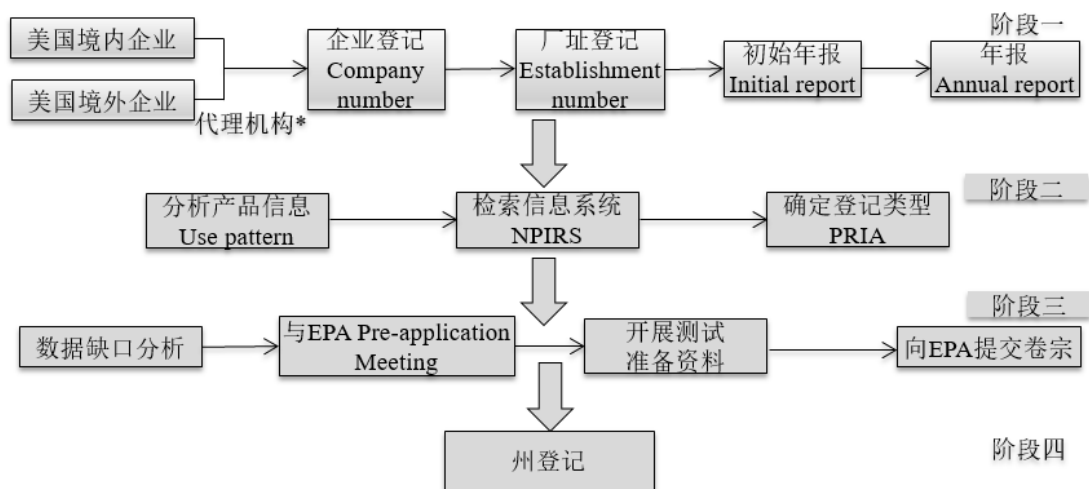 阶段一
美国境内企业
美国境外企业
代理机构*
企业登记
Company
number
厂址登记
Establishment
number
初始年报
Initial report
年报
Annual report
阶段二
分析产品信息
Use pattern
检索信息系统
NPIRS
确定登记类型
PRIA
阶段三
数据缺口分析
与EPA Pre-application
Meeting
开展测试
准备资料
向EPA提交卷宗
州登记
阶段四